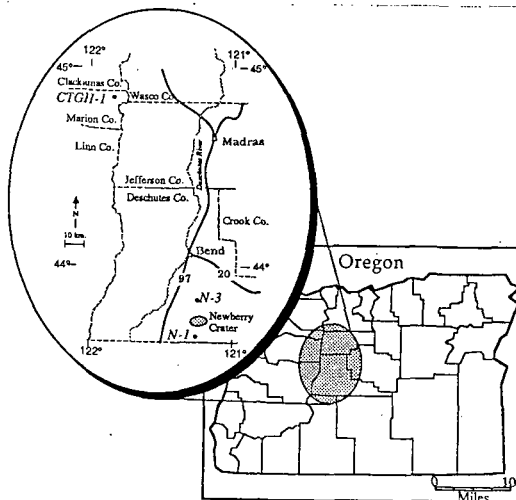 122°
121°
45°
45°
Clackamas Co.
CTGH-1
Wasco Co.
Marion Co.
Linn Co.
Deschutes River
Madras
Jefferson Co.
Deschutes Co.
Crook Co.
N
10 km.
Bend
44°
44°
97
20
N-3
Newberry
Crater
N-1
122°
121°
Oregon
0
10
Miles